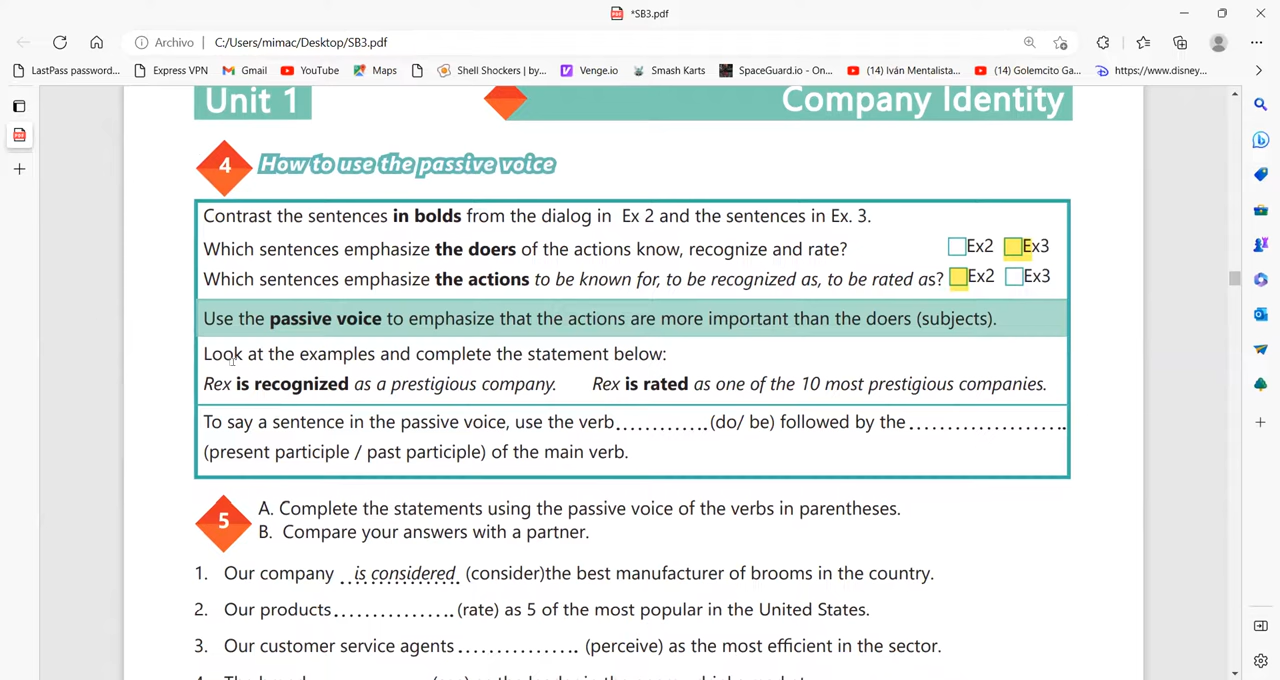 *SB3.pdf
Archivo C:/Users/mimac/Desktop/SB3.pdf
LastPass password... Express VPN Gmail YouTube Maps Shell Shockers | by... Venge.io Smash Karts SpaceGuard.io - On... (14) Iván Mentalista... (14) Golemcito Ga... https://www.disney...
Unit 1 Company Identity
4 How to use the passive voice
Contrast the sentences in bolds from the dialog in Ex 2 and the sentences in Ex. 3.
Which sentences emphasize the doers of the actions know, recognize and rate? Ex2 Ex3
Which sentences emphasize the actions to be known for, to be recognized as, to be rated as? Ex2 Ex3
Use the passive voice to emphasize that the actions are more important than the doers (subjects).
Look at the examples and complete the statement below:
Rex is recognized as a prestigious company. Rex is rated as one of the 10 most prestigious companies.
To say a sentence in the passive voice, use the verb............. (do/ be) followed by the .....................
(present participle / past participle) of the main verb.
5 A. Complete the statements using the passive voice of the verbs in parentheses.
B. Compare your answers with a partner.
1. Our company is considered (consider)the best manufacturer of brooms in the country.
2. Our products................ (rate) as 5 of the most popular in the United States.
3. Our customer service agents ................ (perceive) as the most efficient in the sector.